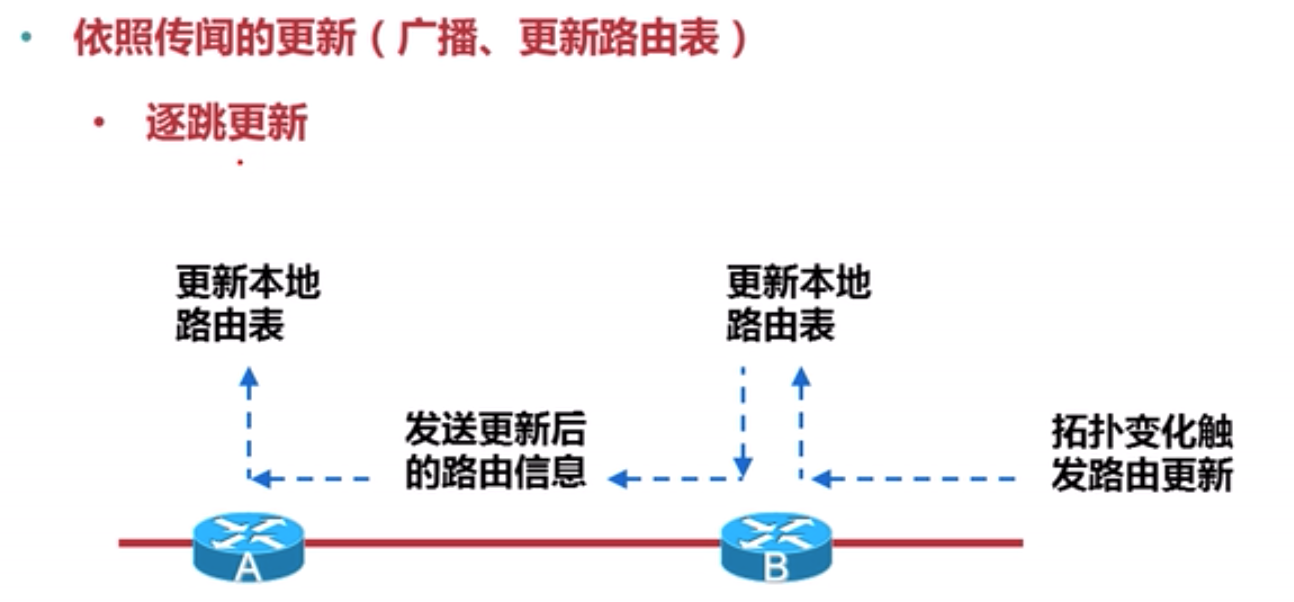 依照传闻的更新（广播、更新路由表）
逐跳更新
更新本地
路由表
更新本地
路由表
发送更新后
的路由信息
拓扑变化触
发路由更新
A
B